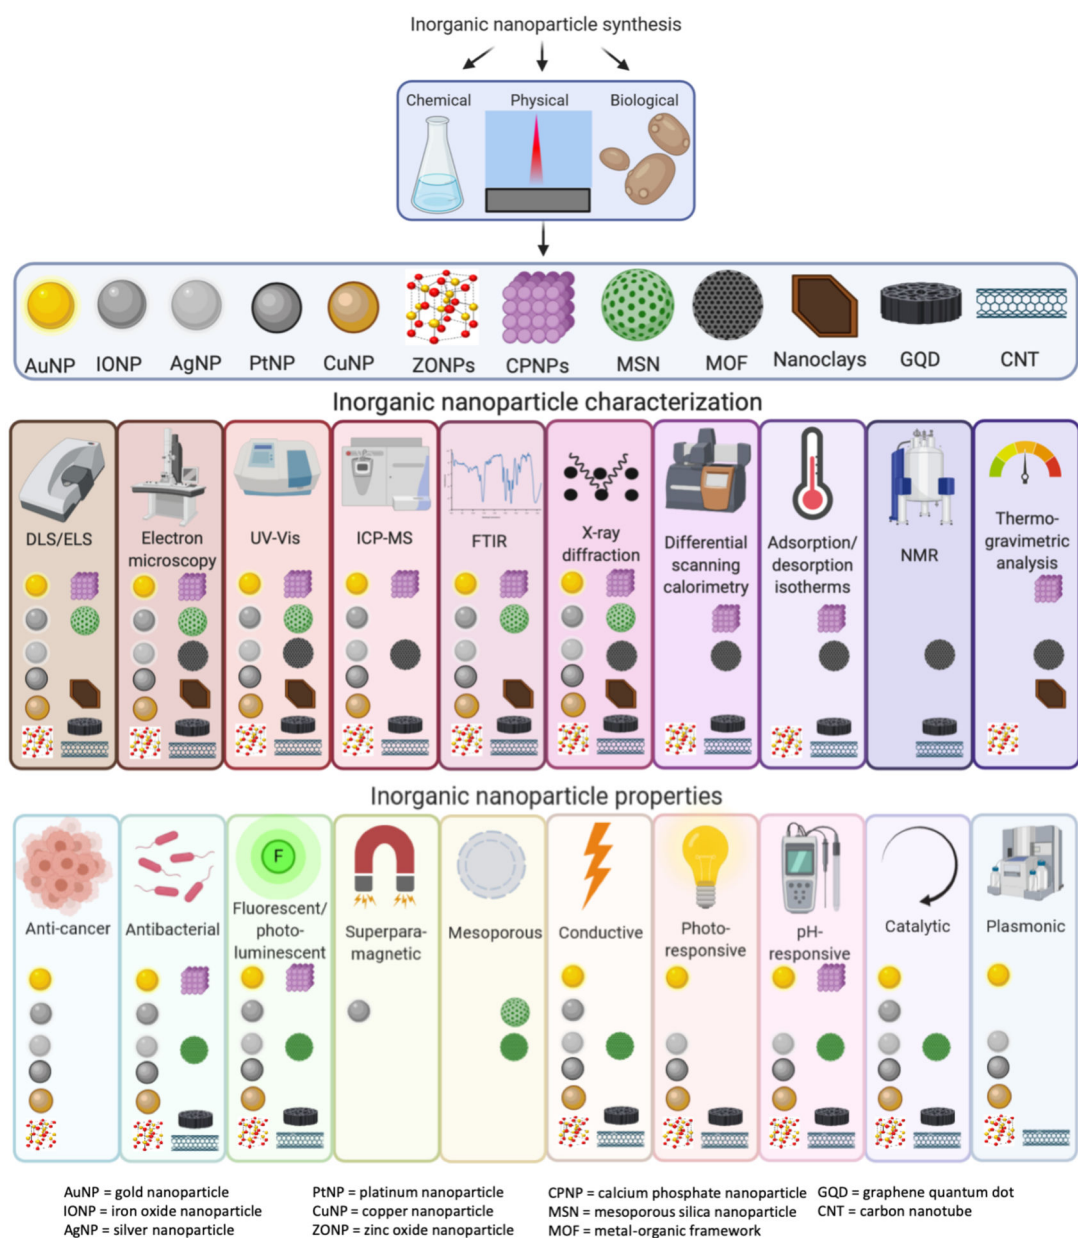 Inorganic nanoparticle synthesis
Chemical
Physical
Biological
AuNP
IONP
AgNP
PtNP
CuNP
ZONPs
CPNPs
MSN
MOF
Nanoclays
GQD
CNT
Inorganic nanoparticle characterization
DLS/ELS
Electron
microscopy
UV-Vis
ICP-MS
FTIR
X-ray
diffraction
Differential
scanning
calorimetry
Adsorption/
desorption
isotherms
NMR
Thermo-
gravimetric
analysis
Inorganic nanoparticle properties
Anti-cancer
Antibacterial
F
Fluorescent/
photo-
luminescent
Superpara-
magnetic
Mesoporous
Conductive
Photo-
responsive
pH-
responsive
Catalytic
Plasmonic
AuNP = gold nanoparticle
IONP = iron oxide nanoparticle
AgNP = silver nanoparticle
PtNP = platinum nanoparticle
CuNP = copper nanoparticle
ZONP = zinc oxide nanoparticle
CPNP = calcium phosphate nanoparticle
MSN = mesoporous silica nanoparticle
MOF = metal-organic framework
GQD = graphene quantum dot
CNT = carbon nanotube